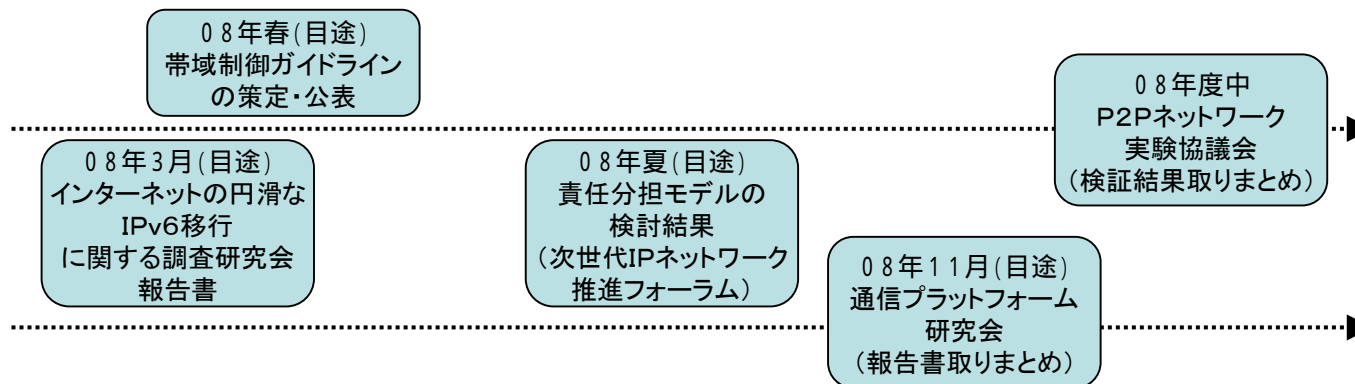 08年春(目途)
帯域制御ガイドライン
の策定・公表
08年3月(目途)
インターネットの円滑な
IPv6移行
に関する調査研究会
報告書
08年夏(目途)
責任分担モデルの
検討結果
(次世代IPネットワーク
推進フォーラム)
08年11月(目途)
通信プラットフォーム
研究会
(報告書取りまとめ)
08年度中
P2Pネットワーク
実験協議会
(検証結果取りまとめ)